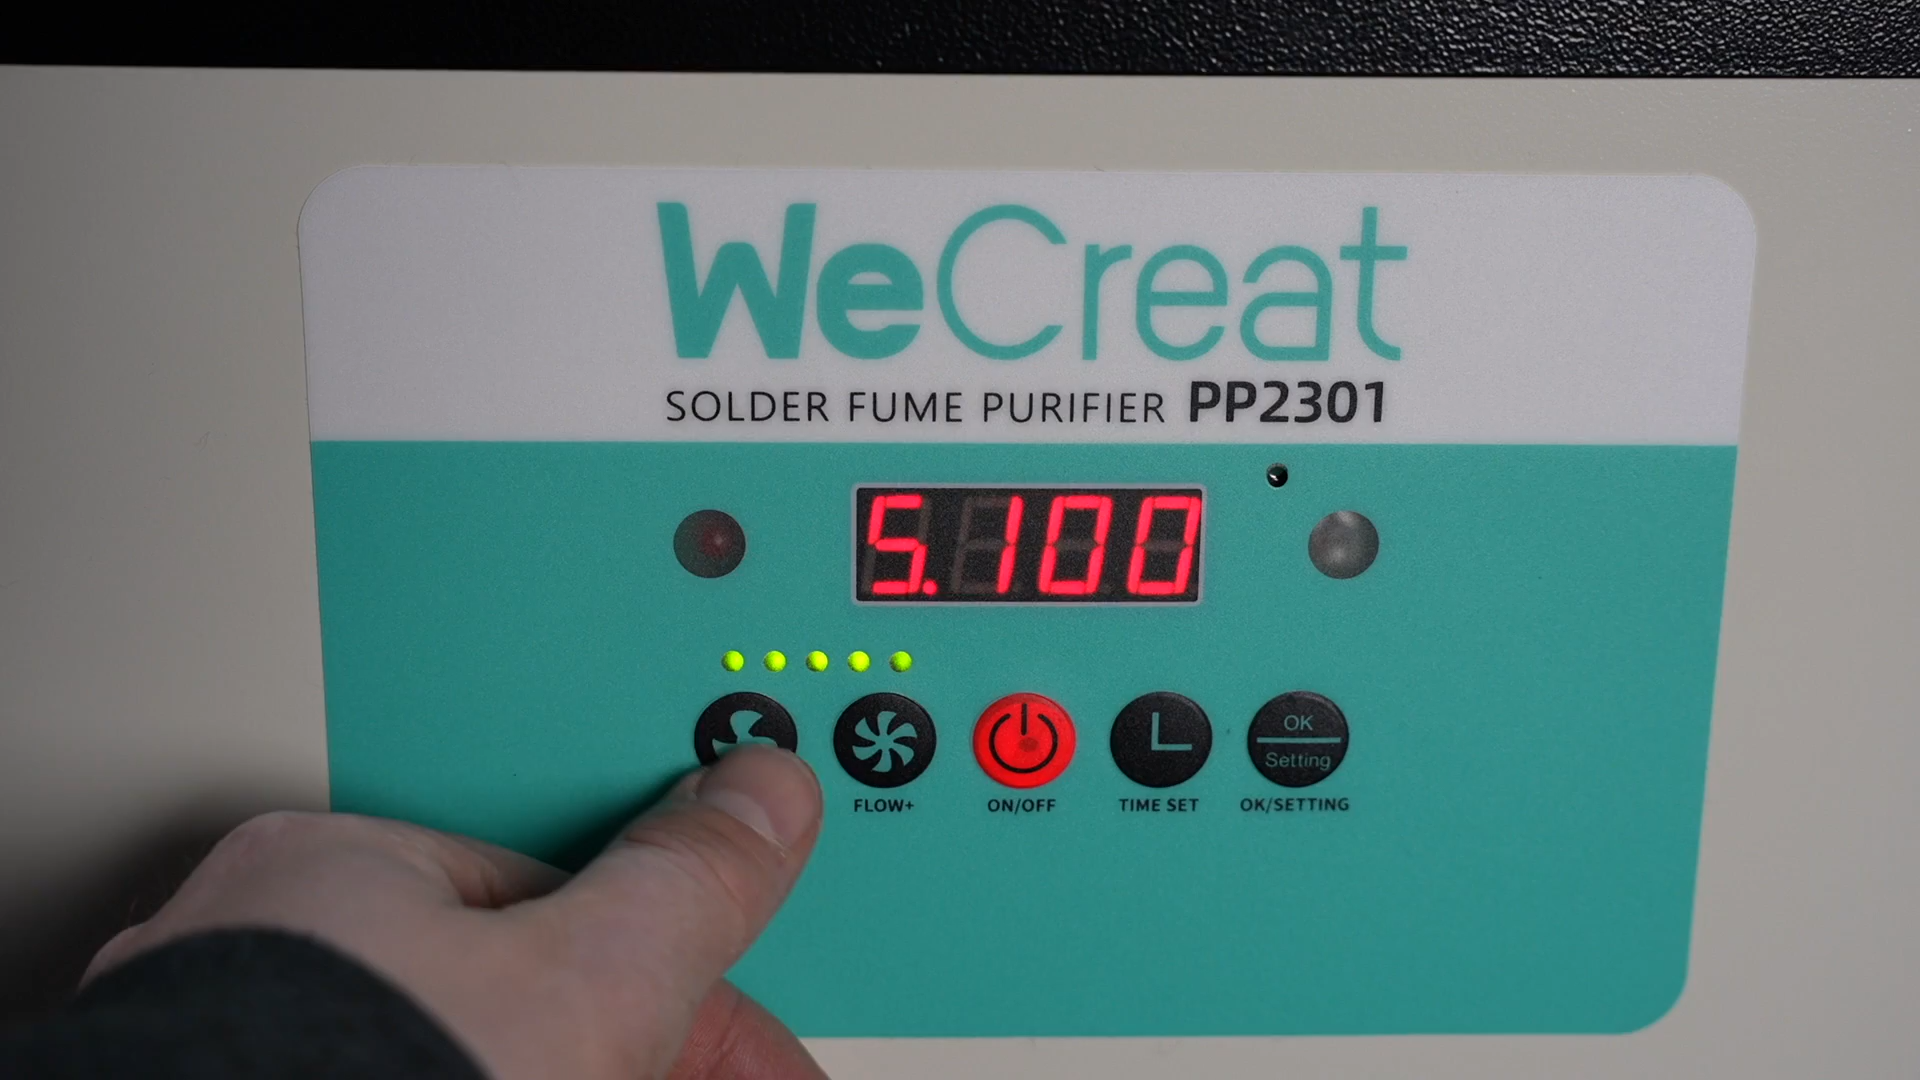 WeCreat
SOLDER FUME PURIFIER PP2301
5.100
OK
Setting
FLOW+ ON/OFF TIME SET OK/SETTING